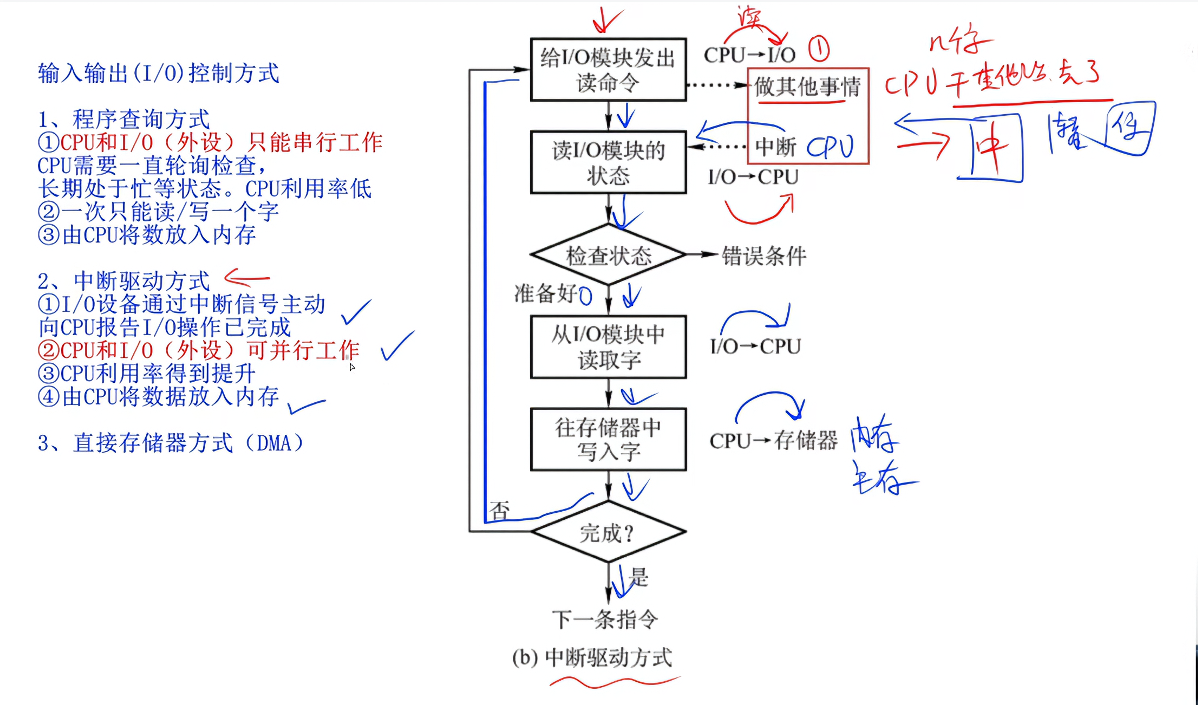 输入输出(I/O)控制方式
1、程序查询方式
①CPU和I/O（外设）只能串行工作
CPU需要一直轮询检查，
长期处于忙等状态。CPU利用率低
②一次只能读/写一个字
③由CPU将数放入内存
2、中断驱动方式
①I/O设备通过中断信号主动
向CPU报告I/O操作已完成
②CPU和I/O（外设）可并行工作
③CPU利用率得到提升
④由CPU将数据放入内存
3、直接存储器方式（DMA）
读
给I/O模块发出
读命令
CPU→I/O ①
做其他事情
n个字
CPU干其他
去了
读I/O模块的
状态
中断 CPU
I/O→CPU
中
检查状态
错误条件
准备好
从I/O模块中
读取字
I/O→CPU
往存储器中
写入字
CPU→存储器 内存
主存
否
完成？
是
下一条指令
(b) 中断驱动方式